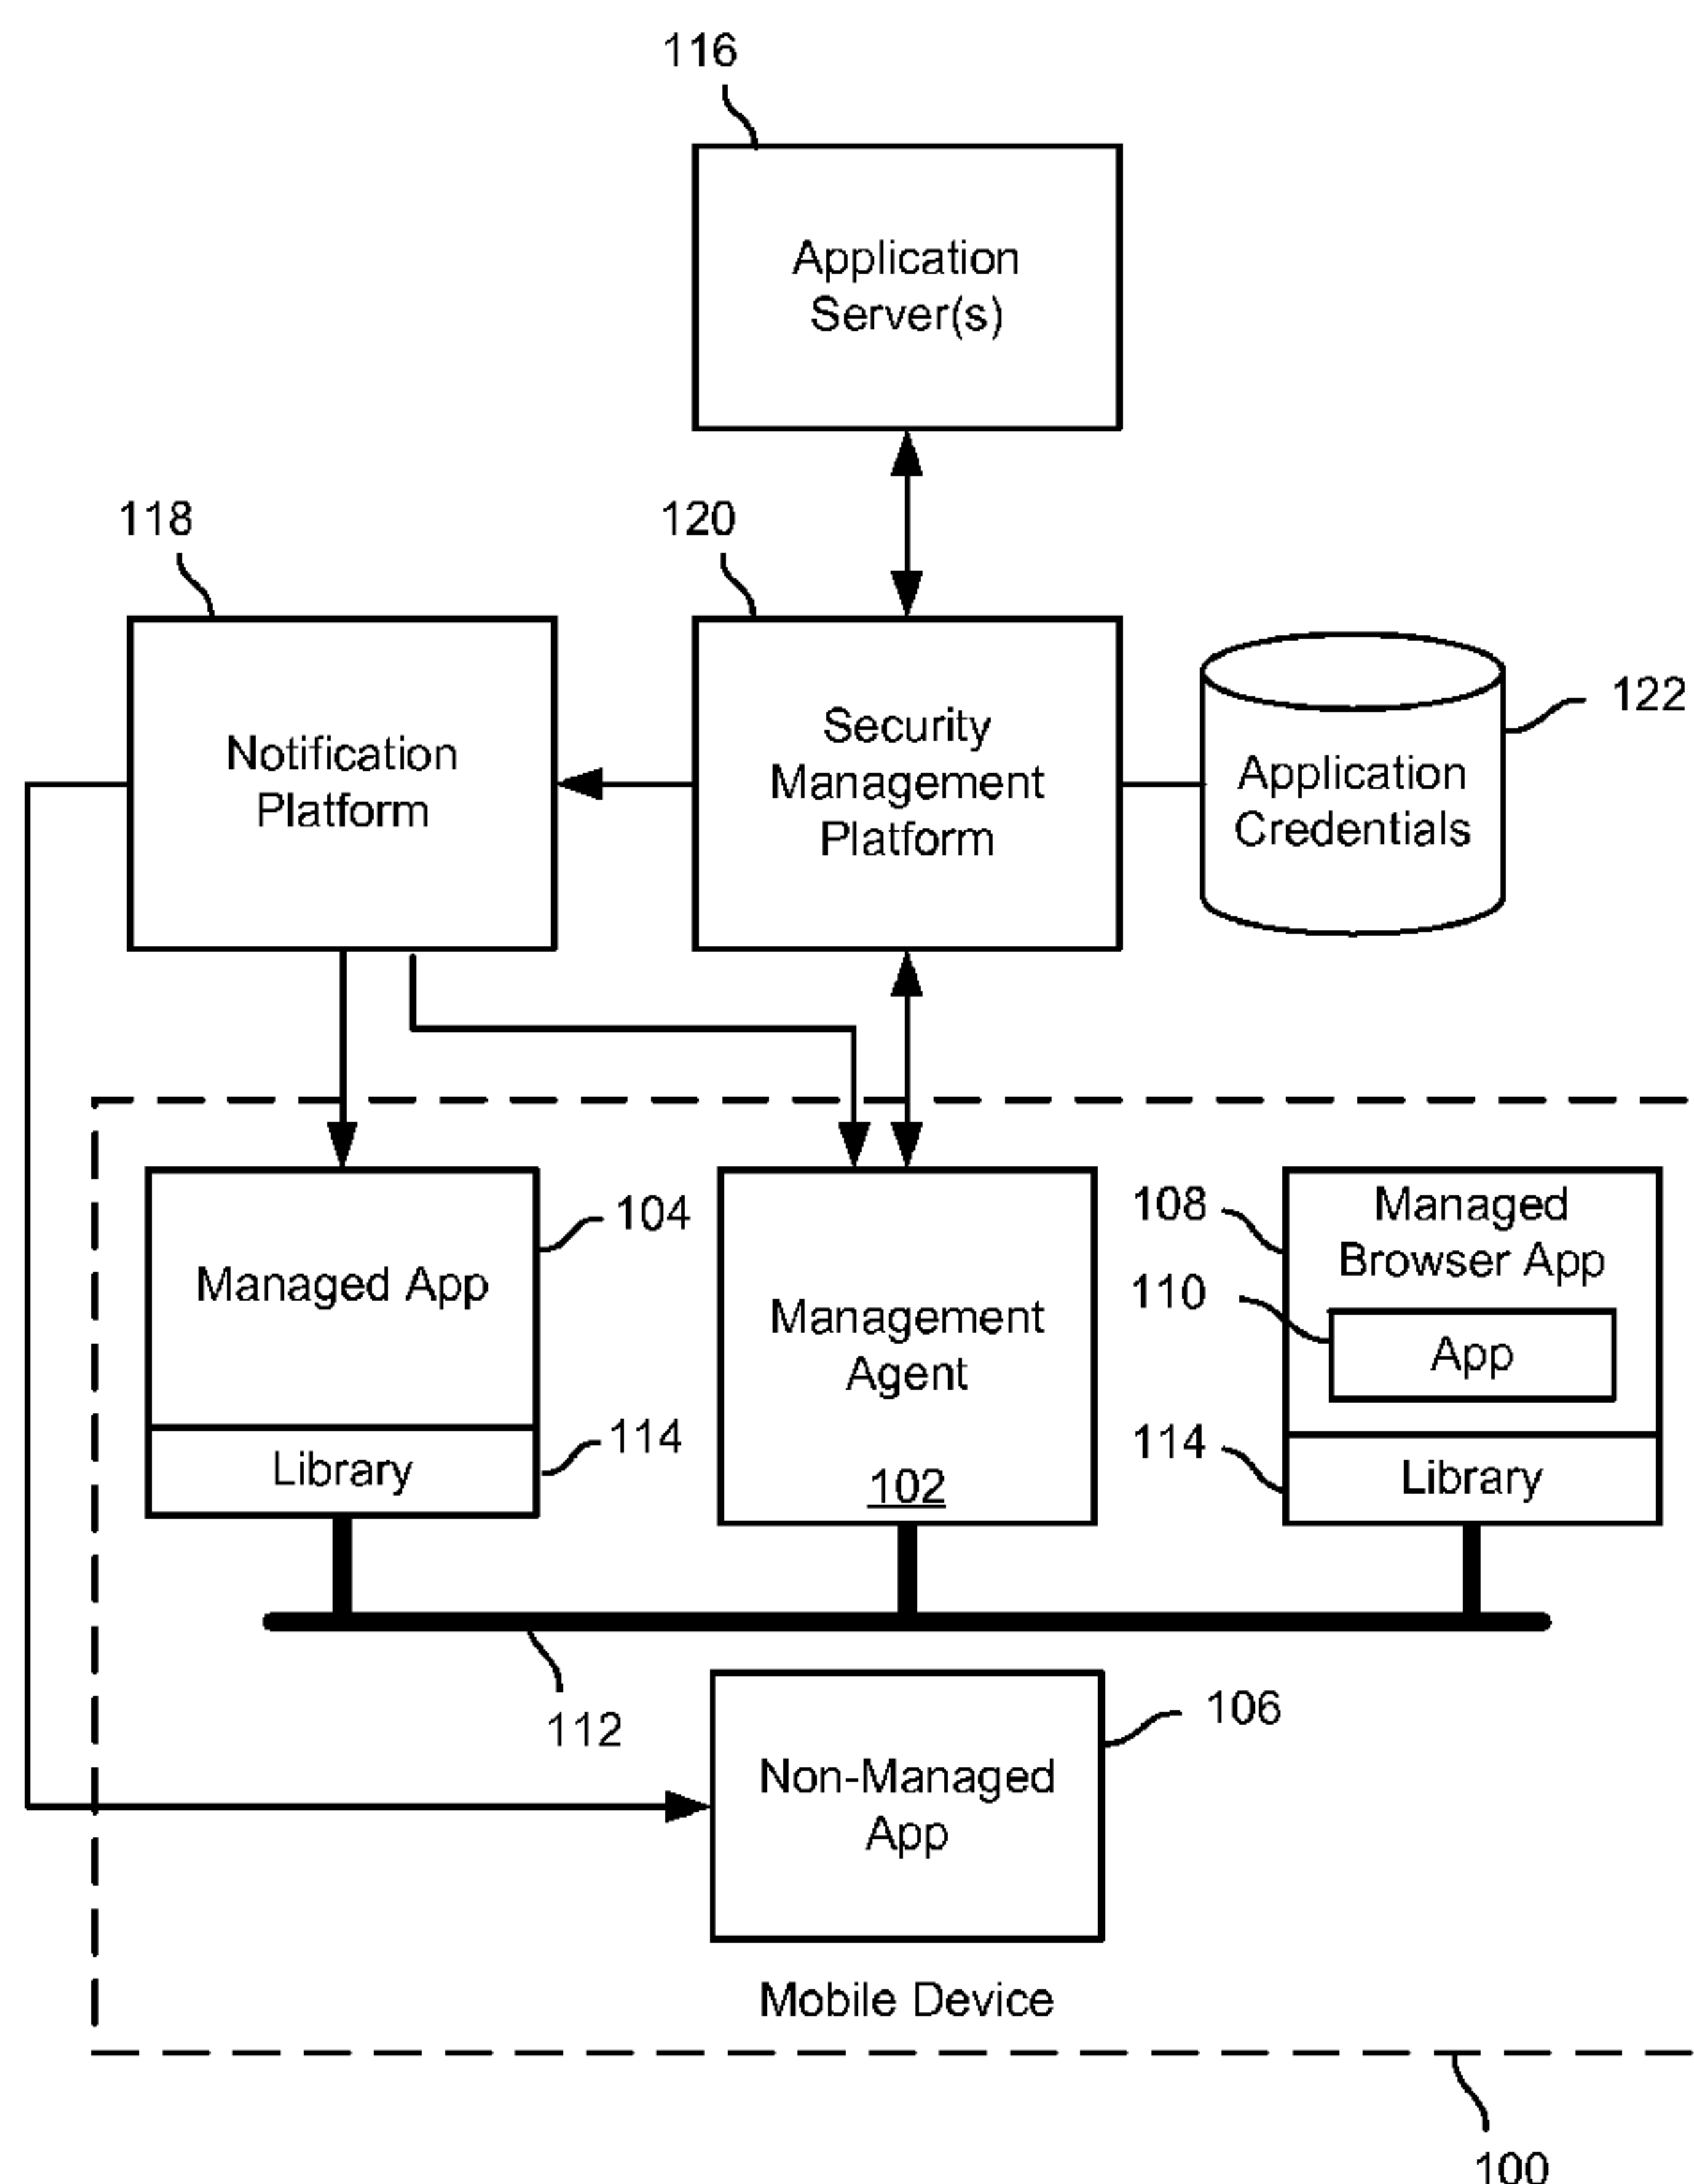 116
Application
Server(s)
118
120
Notification
Platform
Security
Management
Platform
122
Application
Credentials
Managed App
104
Library
114
Management
Agent
102
108
Managed
Browser App
110
App
114
Library
112
106
Non-Managed
App
Mobile Device
100